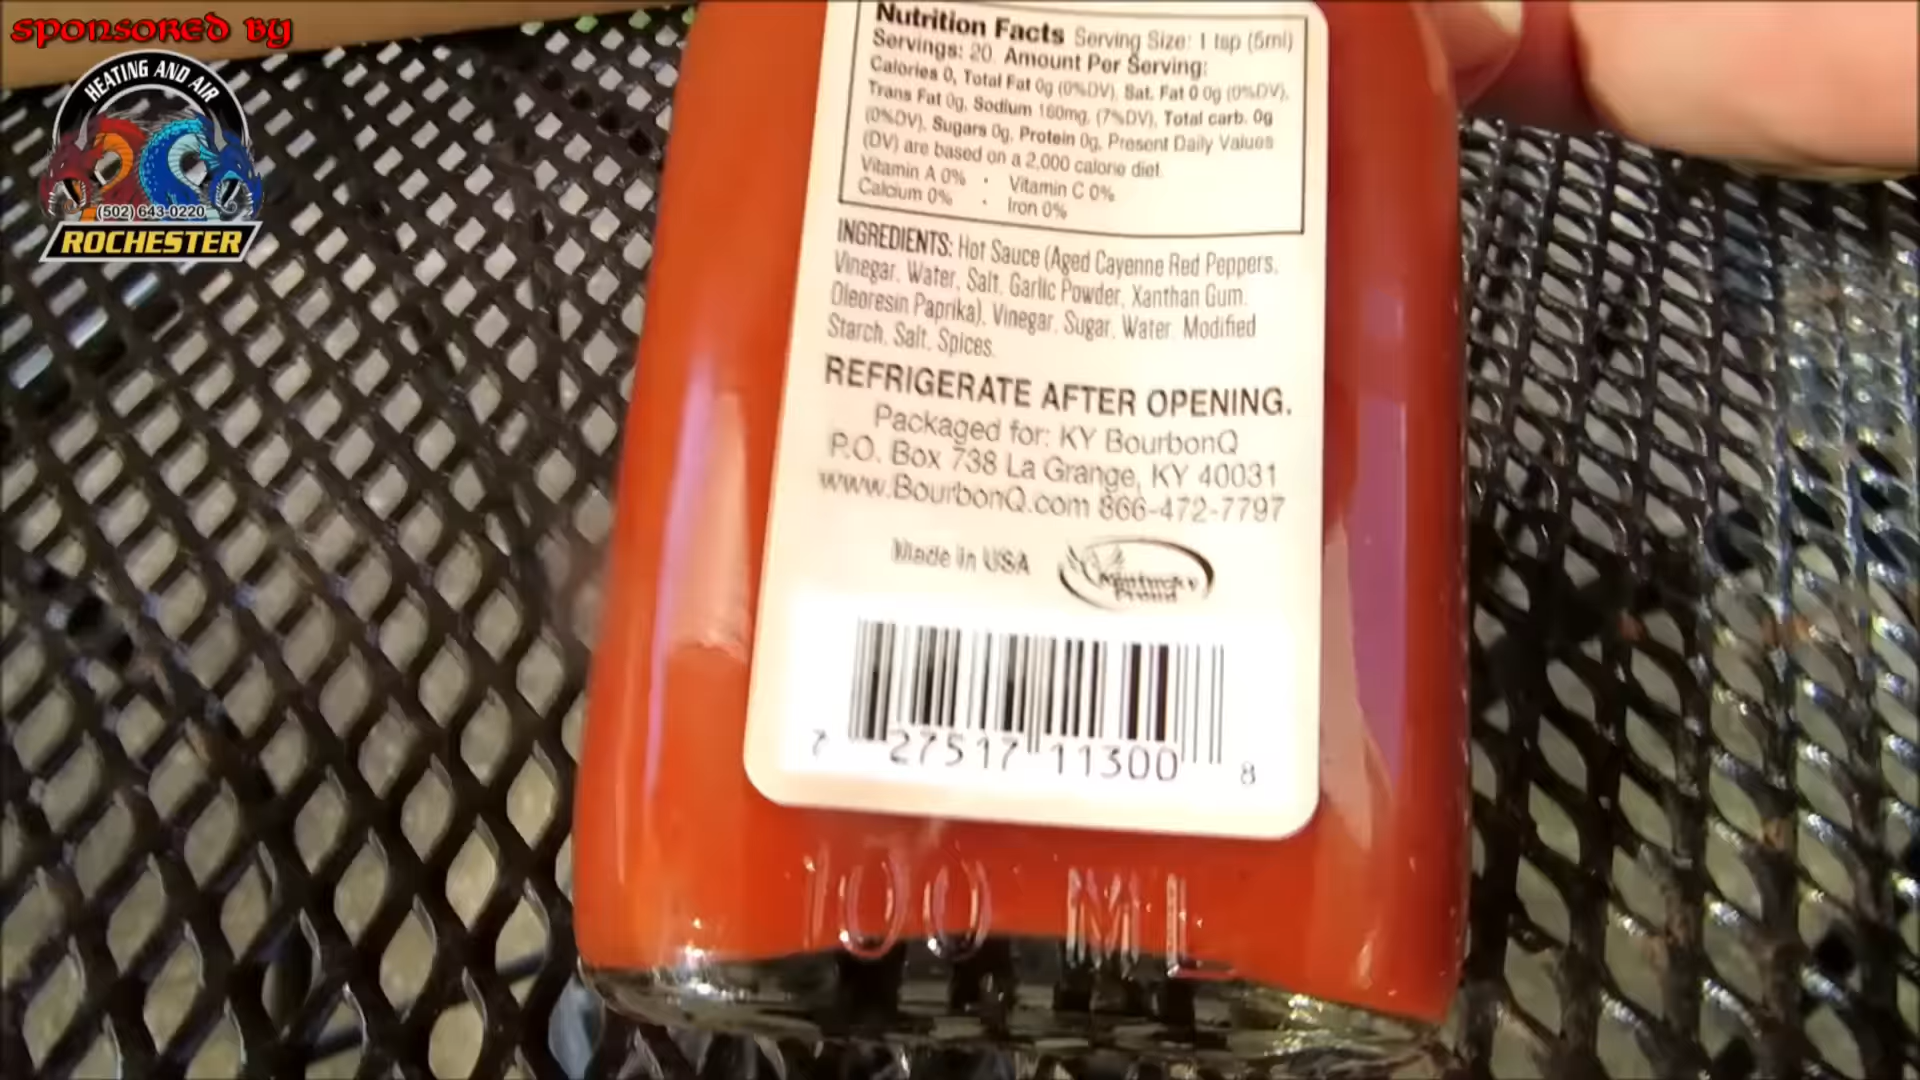 sponsored by
HEATING AND AIR
(502) 643-0220
ROCHESTER
Nutrition Facts Serving Size: 1 tsp (5ml)
Servings: 20 Amount Per Serving:
Calories 0, Total Fat 0g (0%DV), Sat. Fat 0 0g (0%DV),
Trans Fat 0g, Sodium 160mg, (7%DV), Total carb. 0g
(0%DV), Sugars 0g, Protein 0g, Present Daily Values
(DV) are based on a 2,000 calorie diet.
Vitamin A 0% • Vitamin C 0%
Calcium 0% • Iron 0%
INGREDIENTS: Hot Sauce (Aged Cayenne Red Peppers,
Vinegar, Water, Salt, Garlic Powder, Xanthan Gum,
Oleoresin Paprika), Vinegar, Sugar, Water, Modified
Starch, Salt, Spices.
REFRIGERATE AFTER OPENING.
Packaged for: KY BourbonQ
P.O. Box 738 La Grange, KY 40031
www.BourbonQ.com 866-472-7797
Made in USA
Kentucky
Proud
7 27517 11300 8
100 ML